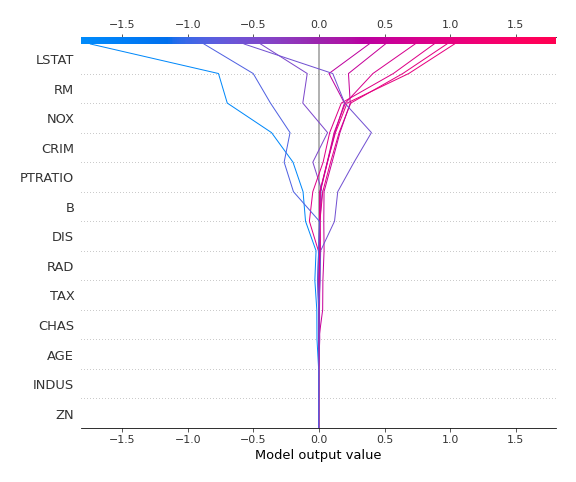 −1.5 −1.0 −0.5 0.0 0.5 1.0 1.5
LSTAT
RM
NOX
CRIM
PTRATIO
B
DIS
RAD
TAX
CHAS
AGE
INDUS
ZN
−1.5 −1.0 −0.5 0.0 0.5 1.0 1.5
Model output value